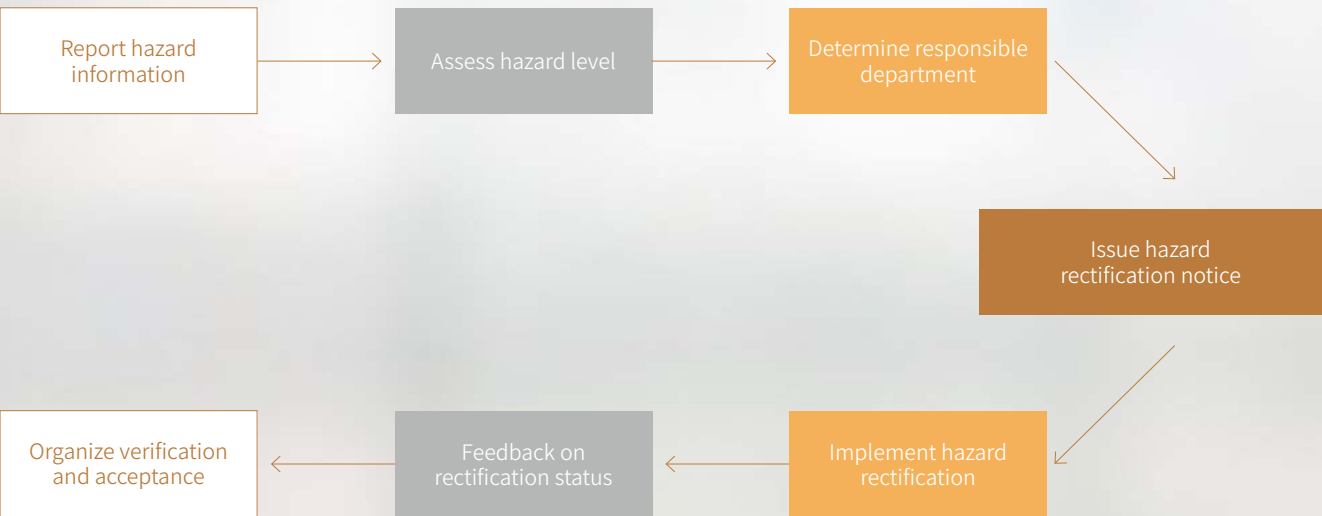 Report hazard
information
Assess hazard level
Determine responsible
department
Issue hazard
rectification notice
Implement hazard
rectification
Feedback on
rectification status
Organize verification
and acceptance